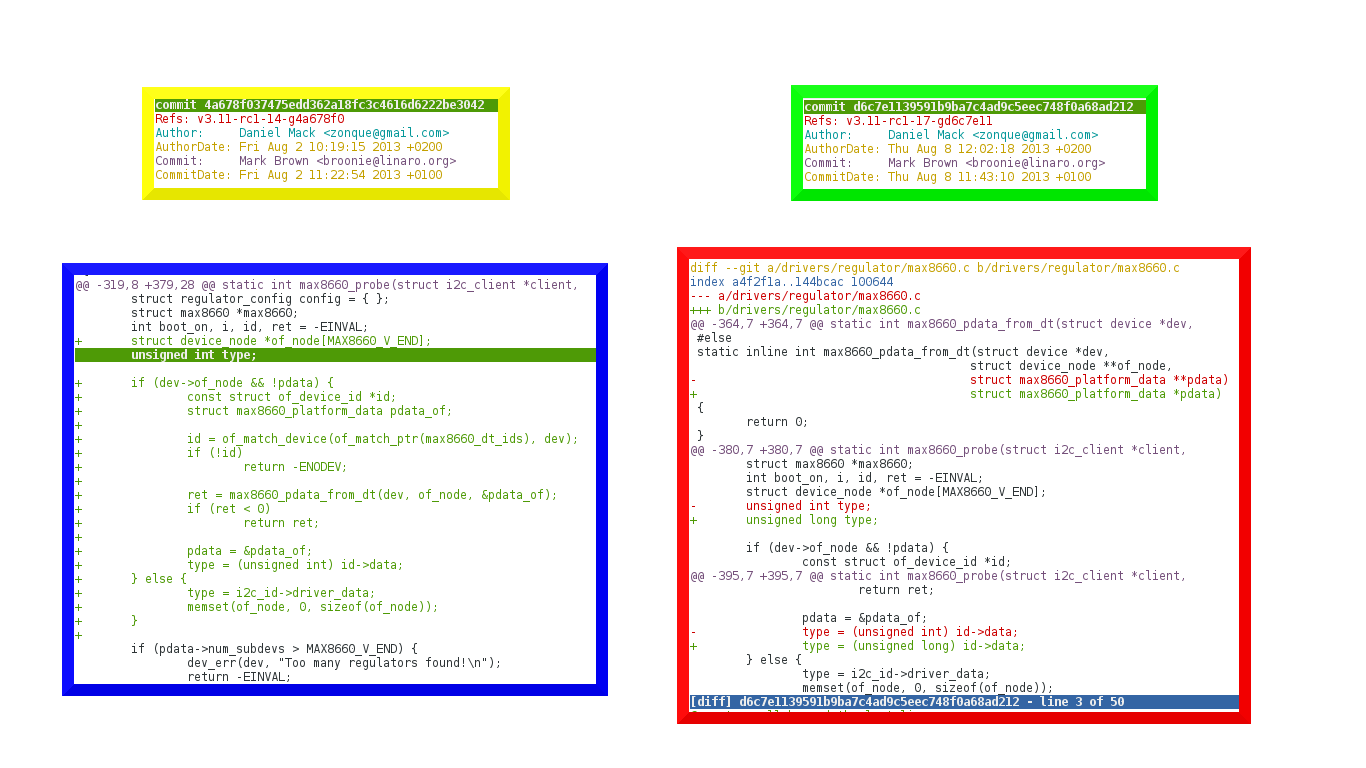 commit 4a678f037475edd362a18fc3c4616d6222be3042
Refs: v3.11-rc1-14-g4a678f0
Author:     Daniel Mack <zonque@gmail.com>
AuthorDate: Fri Aug 2 10:19:15 2013 +0200
Commit:     Mark Brown <broonie@linaro.org>
CommitDate: Fri Aug 2 11:22:54 2013 +0100
commit d6c7e1139591b9ba7c4ad9c5eec748f0a68ad212
Refs: v3.11-rc1-17-gd6c7e11
Author:     Daniel Mack <zonque@gmail.com>
AuthorDate: Thu Aug 8 12:02:18 2013 +0200
Commit:     Mark Brown <broonie@linaro.org>
CommitDate: Thu Aug 8 11:43:10 2013 +0100
@@ -319,8 +379,28 @@ static int max8660_probe(struct i2c_client *client,
        struct regulator_config config = { };
        struct max8660 *max8660;
        int boot_on, i, id, ret = -EINVAL;
+       struct device_node *of_node[MAX8660_V_END];
        unsigned int type;
+       if (dev->of_node && !pdata) {
+               const struct of_device_id *id;
+               struct max8660_platform_data pdata_of;
+
+               id = of_match_device(of_match_ptr(max8660_dt_ids), dev);
+               if (!id)
+                       return -ENODEV;
+
+               ret = max8660_pdata_from_dt(dev, of_node, &pdata_of);
+               if (ret < 0)
+                       return ret;
+
+               pdata = &pdata_of;
+               type = (unsigned int) id->data;
+       } else {
+               type = i2c_id->driver_data;
+               memset(of_node, 0, sizeof(of_node));
+       }
+
        if (pdata->num_subdevs > MAX8660_V_END) {
                dev_err(dev, "Too many regulators found!\n");
                return -EINVAL;
diff --git a/drivers/regulator/max8660.c b/drivers/regulator/max8660.c
index a4f2f1a..144bcac 100644
--- a/drivers/regulator/max8660.c
+++ b/drivers/regulator/max8660.c
@@ -364,7 +364,7 @@ static int max8660_pdata_from_dt(struct device *dev,
 #else
 static inline int max8660_pdata_from_dt(struct device *dev,
                                        struct device_node **of_node,
-                                       struct max8660_platform_data **pdata)
+                                       struct max8660_platform_data *pdata)
 {
        return 0;
 }
@@ -380,7 +380,7 @@ static int max8660_probe(struct i2c_client *client,
        struct max8660 *max8660;
        int boot_on, i, id, ret = -EINVAL;
        struct device_node *of_node[MAX8660_V_END];
-       unsigned int type;
+       unsigned long type;
        if (dev->of_node && !pdata) {
                const struct of_device_id *id;
@@ -395,7 +395,7 @@ static int max8660_probe(struct i2c_client *client,
                        return ret;
                pdata = &pdata_of;
-               type = (unsigned int) id->data;
+               type = (unsigned long) id->data;
        } else {
                type = i2c_id->driver_data;
                memset(of_node, 0, sizeof(of_node));
[diff] d6c7e1139591b9ba7c4ad9c5eec748f0a68ad212 - line 3 of 50